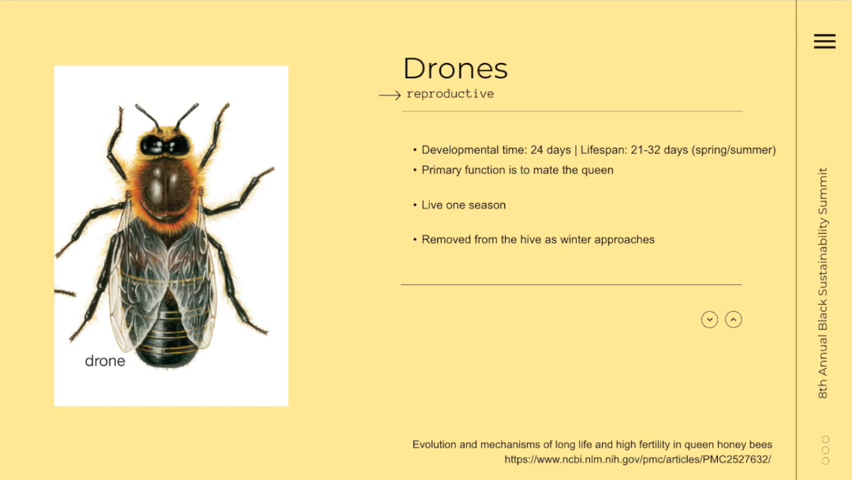 Drones
reproductive
• Developmental time: 24 days | Lifespan: 21-32 days (spring/summer)
• Primary function is to mate the queen
• Live one season
• Removed from the hive as winter approaches
drone
Evolution and mechanisms of long life and high fertility in queen honey bees
https://www.ncbi.nlm.nih.gov/pmc/articles/PMC2527632/
8th Annual Black Sustainability Summit